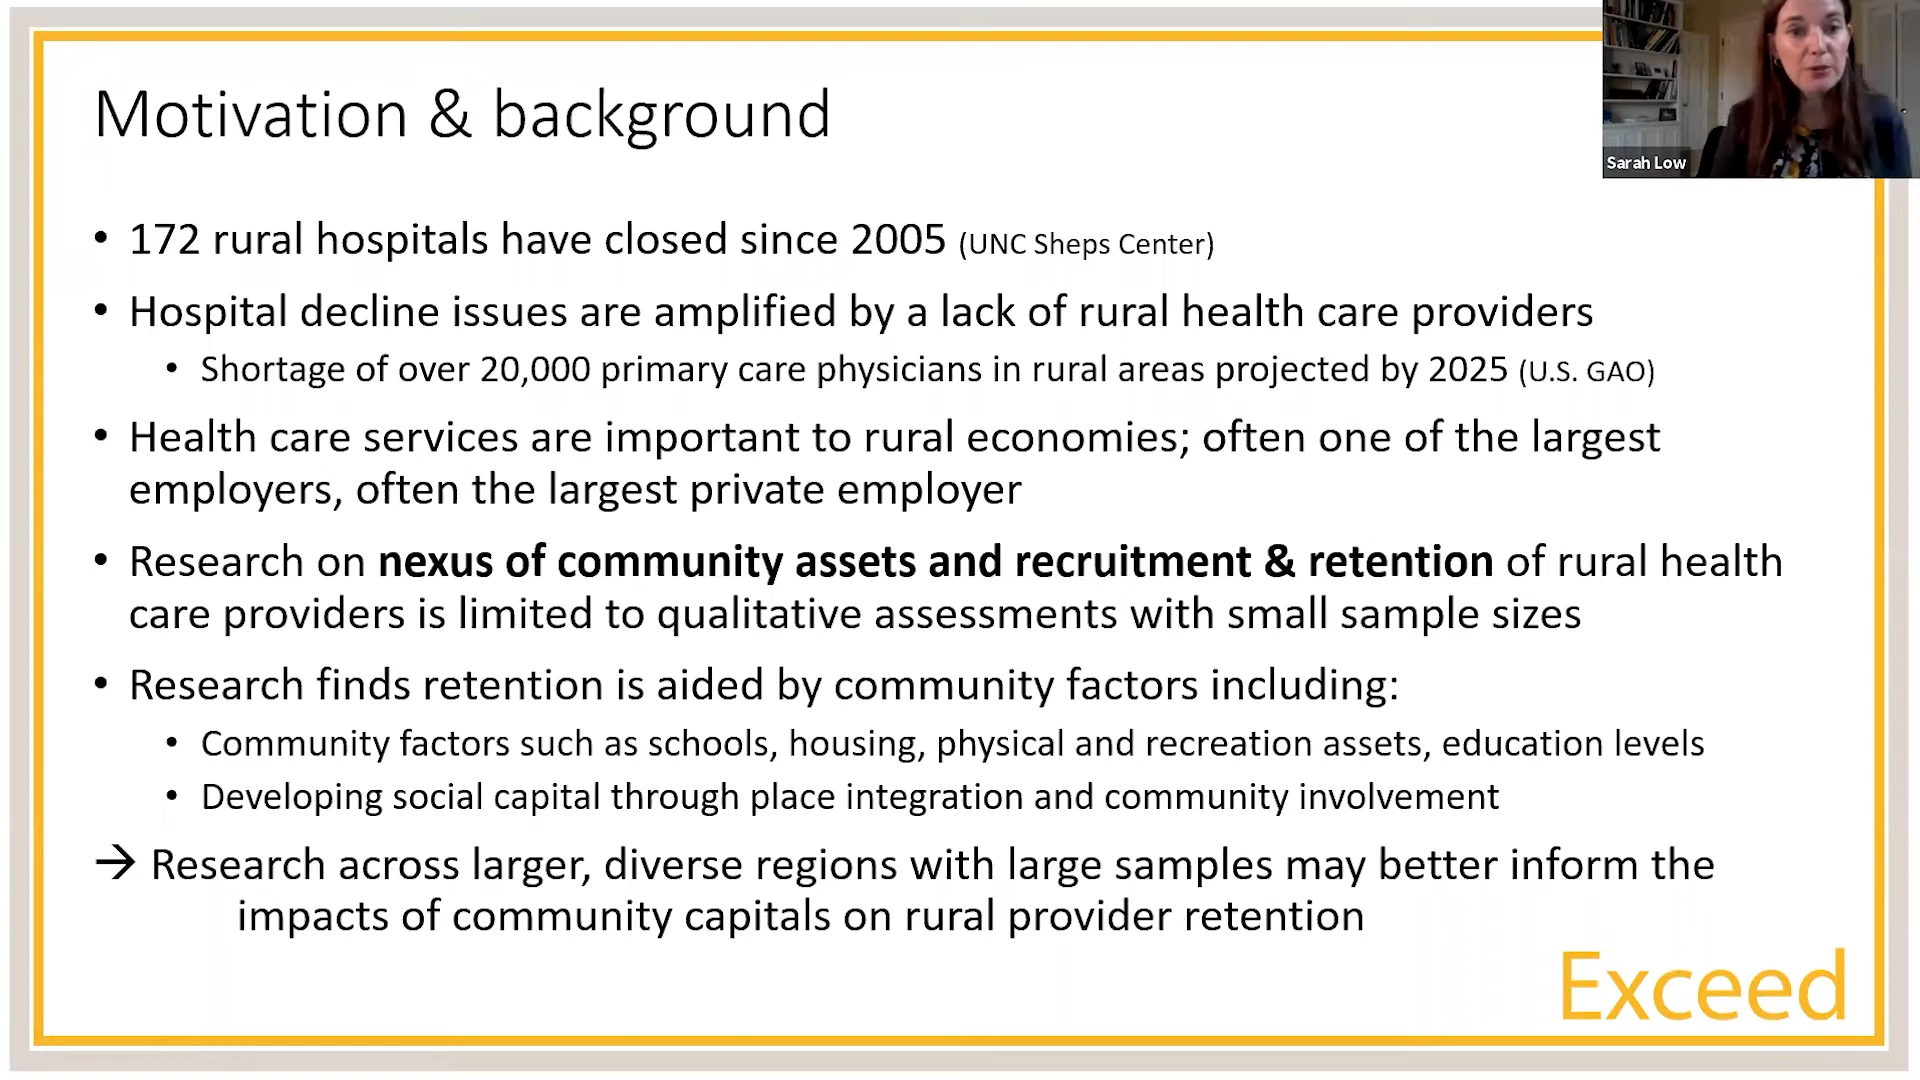 Motivation & background
Sarah Low
• 172 rural hospitals have closed since 2005 (UNC Sheps Center)
• Hospital decline issues are amplified by a lack of rural health care providers
• Shortage of over 20,000 primary care physicians in rural areas projected by 2025 (U.S. GAO)
• Health care services are important to rural economies; often one of the largest
employers, often the largest private employer
• Research on nexus of community assets and recruitment & retention of rural health
care providers is limited to qualitative assessments with small sample sizes
• Research finds retention is aided by community factors including:
• Community factors such as schools, housing, physical and recreation assets, education levels
• Developing social capital through place integration and community involvement
→ Research across larger, diverse regions with large samples may better inform the
impacts of community capitals on rural provider retention
Exceed